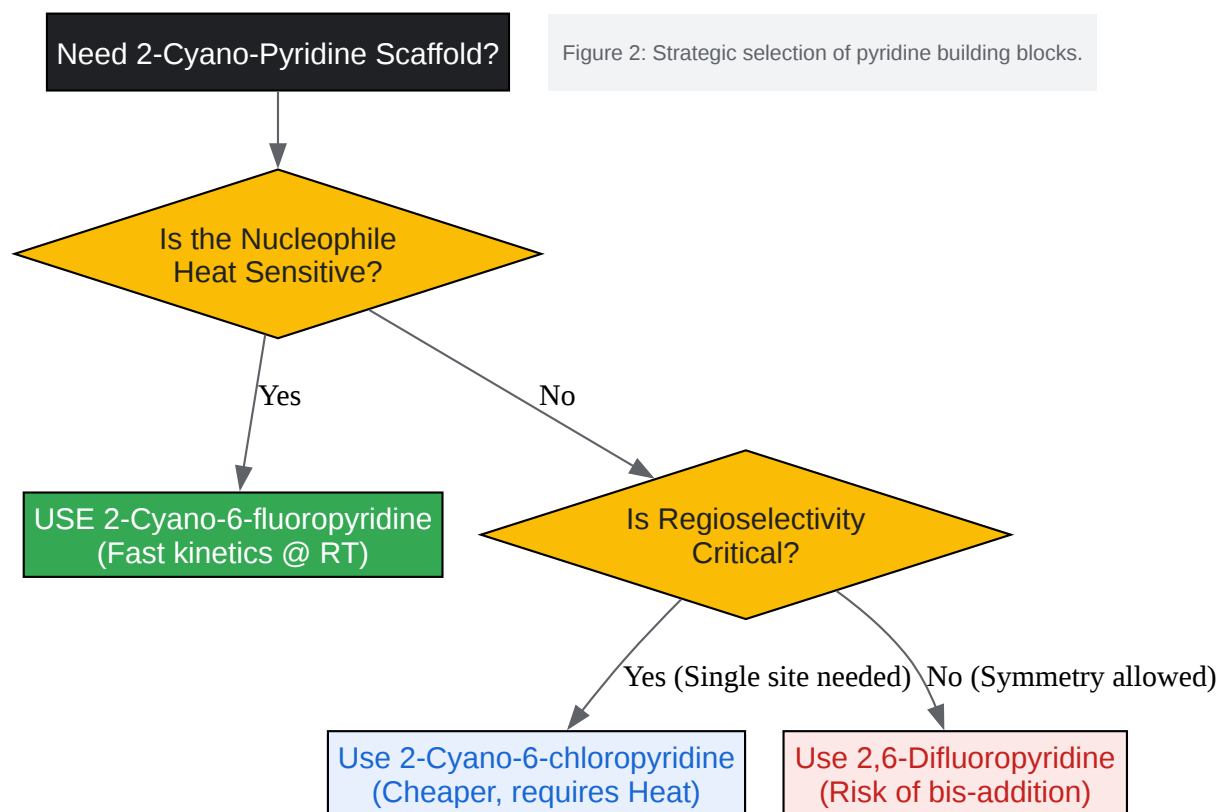 Need 2-Cyano-Pyridine Scaffold?
Figure 2: Strategic selection of pyridine building blocks.
Is the Nucleophile
Heat Sensitive?
Yes
No
USE 2-Cyano-6-fluoropyridine
(Fast kinetics @ RT)
Is Regioselectivity
Critical?
Yes (Single site needed)
No (Symmetry allowed)
Use 2-Cyano-6-chloropyridine
(Cheaper, requires Heat)
Use 2,6-Difluoropyridine
(Risk of bis-addition)